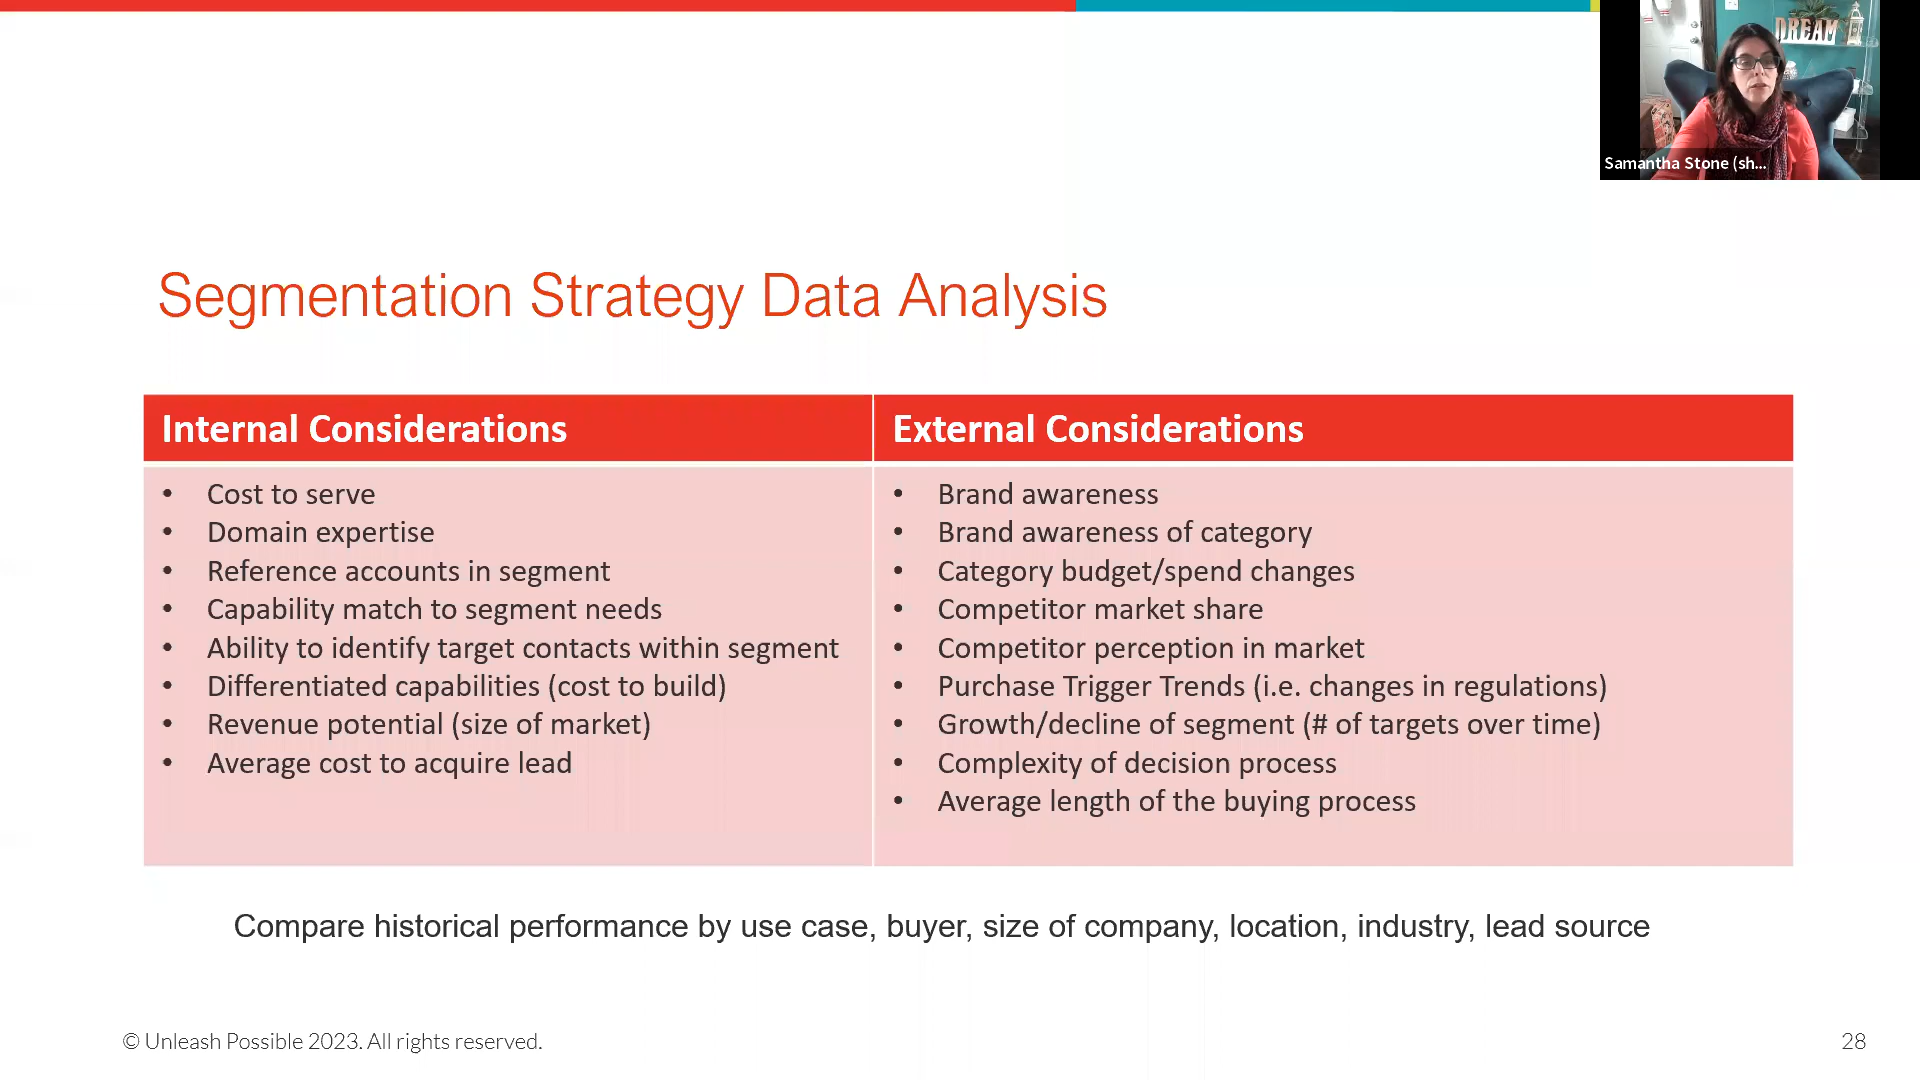 DREAM
Samantha Stone (sh...
Segmentation Strategy Data Analysis
Internal Considerations
• Cost to serve
• Domain expertise
• Reference accounts in segment
• Capability match to segment needs
• Ability to identify target contacts within segment
• Differentiated capabilities (cost to build)
• Revenue potential (size of market)
• Average cost to acquire lead
External Considerations
• Brand awareness
• Brand awareness of category
• Category budget/spend changes
• Competitor market share
• Competitor perception in market
• Purchase Trigger Trends (i.e. changes in regulations)
• Growth/decline of segment (# of targets over time)
• Complexity of decision process
• Average length of the buying process
Compare historical performance by use case, buyer, size of company, location, industry, lead source
© Unleash Possible 2023. All rights reserved.
28